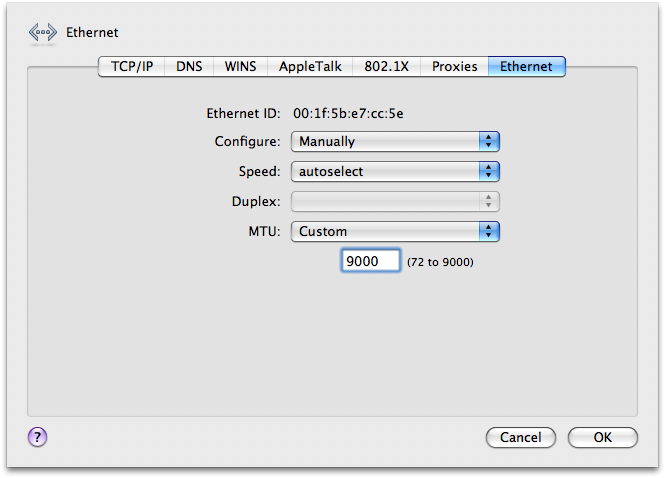 Ethernet
TCP/IP DNS WINS AppleTalk 802.1X Proxies Ethernet
Ethernet ID: 00:1f:5b:e7:cc:5e
Configure: Manually
Speed: autoselect
Duplex:
MTU: Custom
9000 (72 to 9000)
? Cancel OK